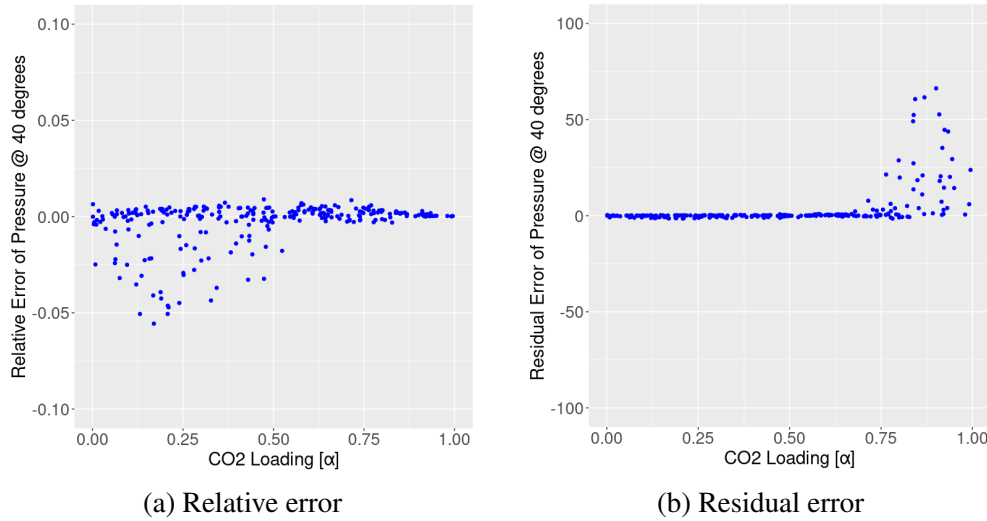 Relative Error of Pressure @ 40 degrees
0.10
0.05
0.00
-0.05
-0.10
0.00 0.25 0.50 0.75 1.00
CO2 Loading [α]
(a) Relative error
Residual Error of Pressure @ 40 degrees
100
50
0
-50
-100
0.00 0.25 0.50 0.75 1.00
CO2 Loading [α]
(b) Residual error